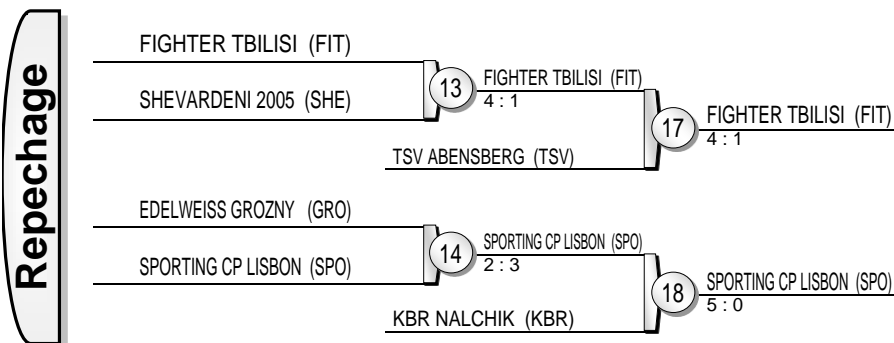 Repechage
FIGHTER TBILISI (FIT)
SHEVARDENI 2005 (SHE)
13
FIGHTER TBILISI (FIT)
4 : 1
TSV ABENSBERG (TSV)
17
FIGHTER TBILISI (FIT)
4 : 1
EDELWEISS GROZNY (GRO)
SPORTING CP LISBON (SPO)
14
SPORTING CP LISBON (SPO)
2 : 3
KBR NALCHIK (KBR)
18
SPORTING CP LISBON (SPO)
5 : 0